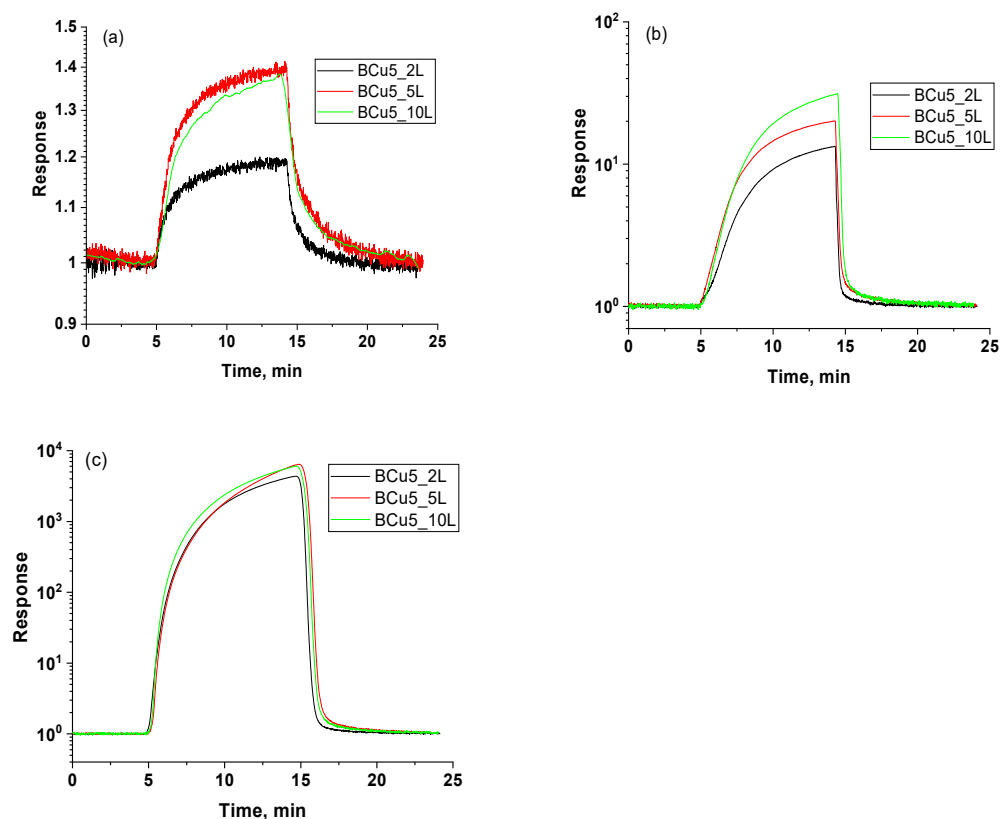 (a)
BCu5_2L
BCu5_5L
BCu5_10L
1.5
1.4
1.3
1.2
1.1
1
0.9
Response
0 5 10 15 20 25
Time, min
(b)
BCu5_2L
BCu5_5L
BCu5_10L
10²
10¹
10⁰
Response
0 5 10 15 20 25
Time, min
(c)
BCu5_2L
BCu5_5L
BCu5_10L
10⁴
10³
10²
10¹
10⁰
Response
0 5 10 15 20 25
Time, min